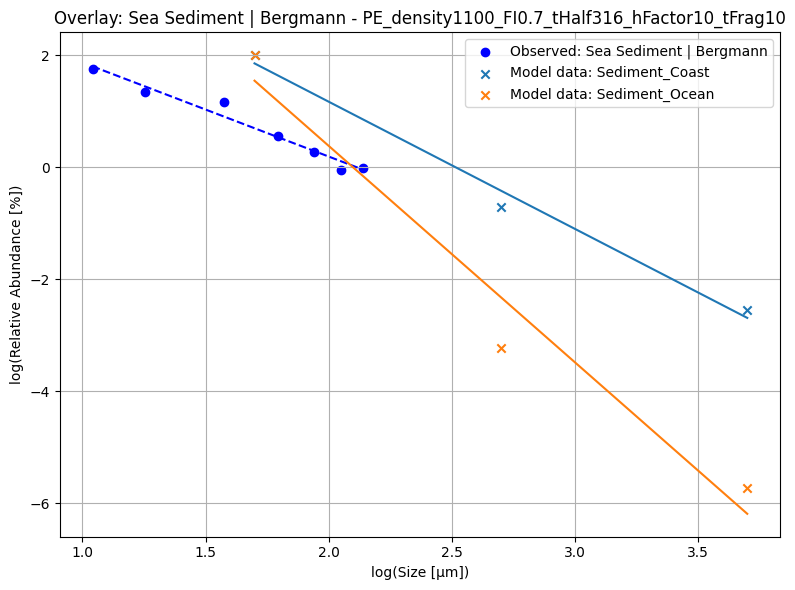 Overlay: Sea Sediment | Bergmann - PE_density1100_FI0.7_tHalf316_hFactor10_tFrag10
Observed: Sea Sediment | Bergmann
Model data: Sediment_Coast
Model data: Sediment_Ocean
log(Relative Abundance [%])
2
0
−2
−4
−6
1.0
1.5
2.0
2.5
3.0
3.5
log(Size [μm])